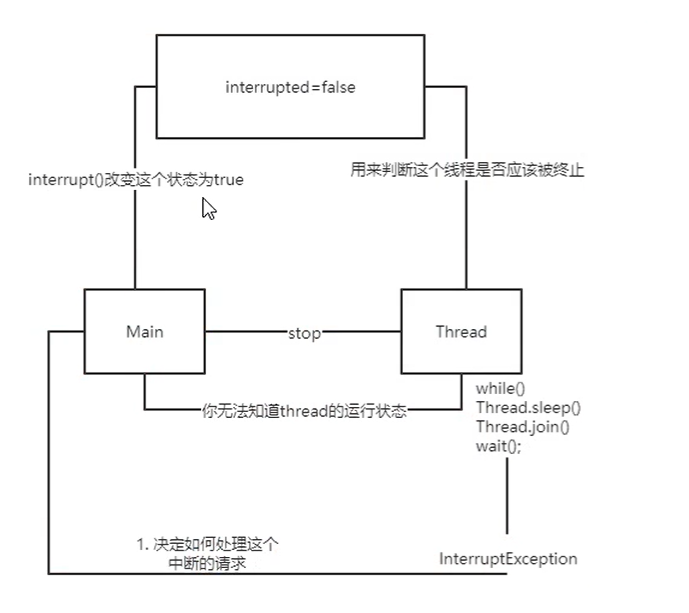 interrupted=false
interrupt()改变这个状态为true
用来判断这个线程是否应该被终止
Main
stop
Thread
你无法知道thread的运行状态
while()
Thread.sleep()
Thread.join()
wait();
1. 决定如何处理这个
中断的请求
InterruptException